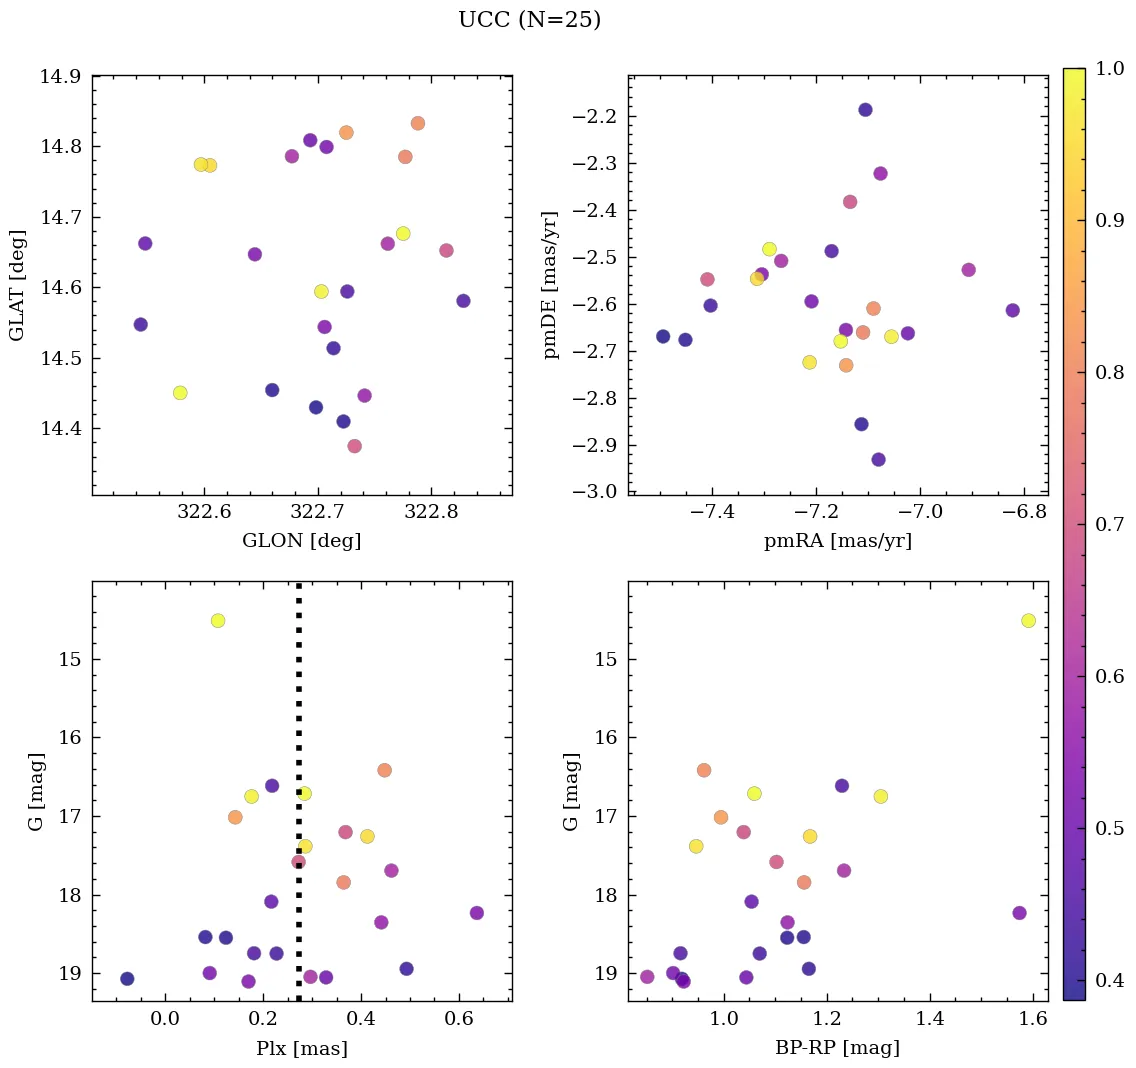 UCC (N=25)
14.9
14.8
14.7
14.6
14.5
14.4
GLAT [deg]
322.6 322.7 322.8
GLON [deg]
−2.2
−2.3
−2.4
−2.5
−2.6
−2.7
−2.8
−2.9
−3.0
pmDE [mas/yr]
−7.4 −7.2 −7.0 −6.8
pmRA [mas/yr]
1.0
0.9
0.8
0.7
0.6
0.5
0.4
15
16
17
18
19
G [mag]
0.0 0.2 0.4 0.6
Plx [mas]
15
16
17
18
19
G [mag]
1.0 1.2 1.4 1.6
BP-RP [mag]